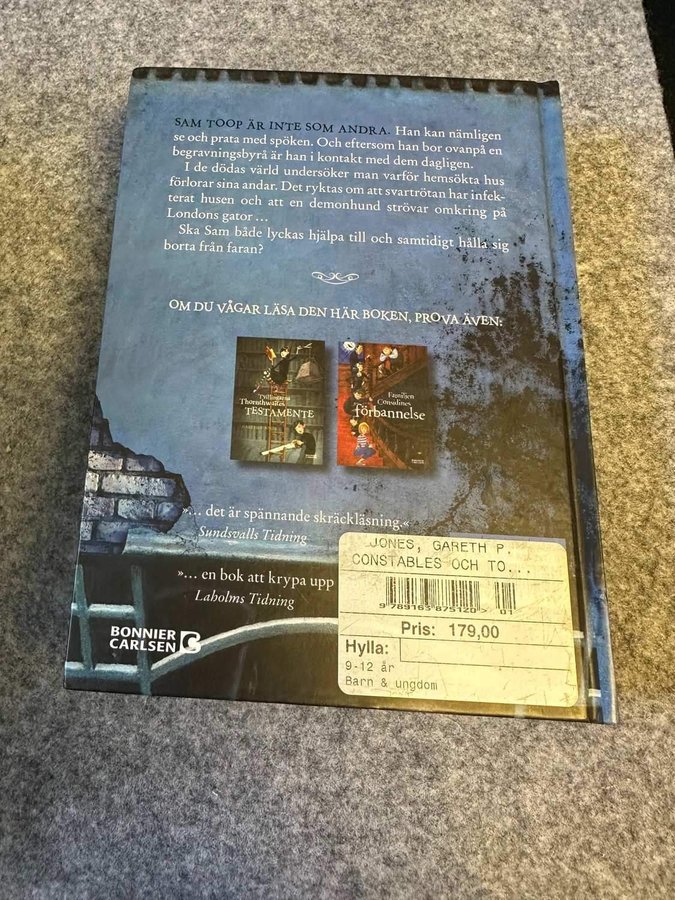 SAM TOOP ÄR INTE SOM ANDRA. Han kan nämligen
se och prata med spöken. Och eftersom han bor ovanpå en
begravningsbyrå är han i kontakt med dem dagligen.
I de dödas värld undersöker man varför hemsökta hus
förlorar sina andar. Det ryktas om att svartrötan har infek-
terat husen och att en demonhund strövar omkring på
Londons gator ...
Ska Sam både lyckas hjälpa till och samtidigt hålla sig
borta från faran?
OM DU VÅGAR LÄSA DEN HÄR BOKEN, PROVA ÄVEN:
Thornthwaites
TESTAMENTE
Familjen
Considines
förbannelse
»... det är spännande skräckläsning.«
Sundsvalls Tidning
»... en bok att krypa upp
Laholms Tidning
BONNIER
CARLSEN
JONES, GARETH P.
CONSTABLES OCH TO...
9 789163 875120 01
Pris: 179,00
Hylla:
9-12 år
Barn & ungdom